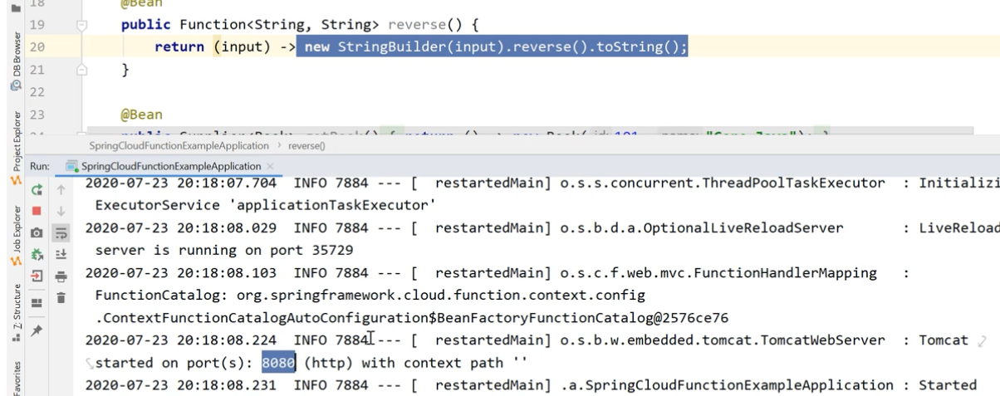 18
@Bean
19
public Function<String, String> reverse() {
20
return (input) -> new StringBuilder(input).reverse().toString();
21
}
22
23
@Bean
DB Browser
Project Explorer
Job Explorer
Z: Structure
Favorites
SpringCloudFunctionExampleApplication › reverse()
Run: SpringCloudFunctionExampleApplication ×
2020-07-23 20:18:07.704 INFO 7884 --- [ restartedMain] o.s.s.concurrent.ThreadPoolTaskExecutor : Initializi
ExecutorService 'applicationTaskExecutor'
2020-07-23 20:18:08.029 INFO 7884 --- [ restartedMain] o.s.b.d.a.OptionalLiveReloadServer : LiveReload
server is running on port 35729
2020-07-23 20:18:08.103 INFO 7884 --- [ restartedMain] o.s.c.f.web.mvc.FunctionHandlerMapping :
FunctionCatalog: org.springframework.cloud.function.context.config
.ContextFunctionCatalogAutoConfiguration$BeanFactoryFunctionCatalog@2576ce76
2020-07-23 20:18:08.224 INFO 7884 --- [ restartedMain] o.s.b.w.embedded.tomcat.TomcatWebServer : Tomcat
started on port(s): 8080 (http) with context path ''
2020-07-23 20:18:08.231 INFO 7884 --- [ restartedMain] .a.SpringCloudFunctionExampleApplication : Started